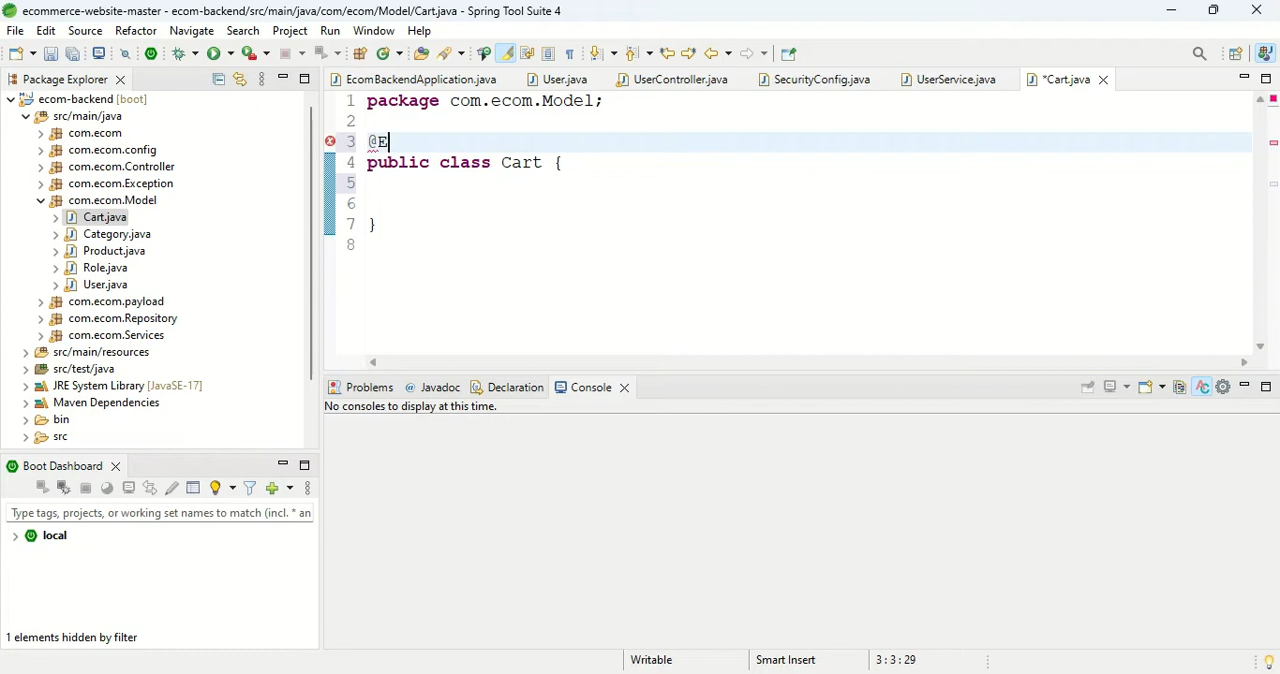 ecommerce-website-master - ecom-backend/src/main/java/com/ecom/Model/Cart.java - Spring Tool Suite 4
File Edit Source Refactor Navigate Search Project Run Window Help
Package Explorer
EcomBackendApplication.java User.java UserController.java SecurityConfig.java UserService.java *Cart.java
ecom-backend [boot]
src/main/java
com.ecom
com.ecom.config
com.ecom.Controller
com.ecom.Exception
com.ecom.Model
Cart.java
Category.java
Product.java
Role.java
User.java
com.ecom.payload
com.ecom.Repository
com.ecom.Services
src/main/resources
src/test/java
JRE System Library [JavaSE-17]
Maven Dependencies
bin
src
1 package com.ecom.Model;
2
3 @E
4 public class Cart {
5
6
7 }
8
Problems @ Javadoc Declaration Console
No consoles to display at this time.
Boot Dashboard
Type tags, projects, or working set names to match (incl. * an
local
1 elements hidden by filter
Writable Smart Insert 3 : 3 : 29